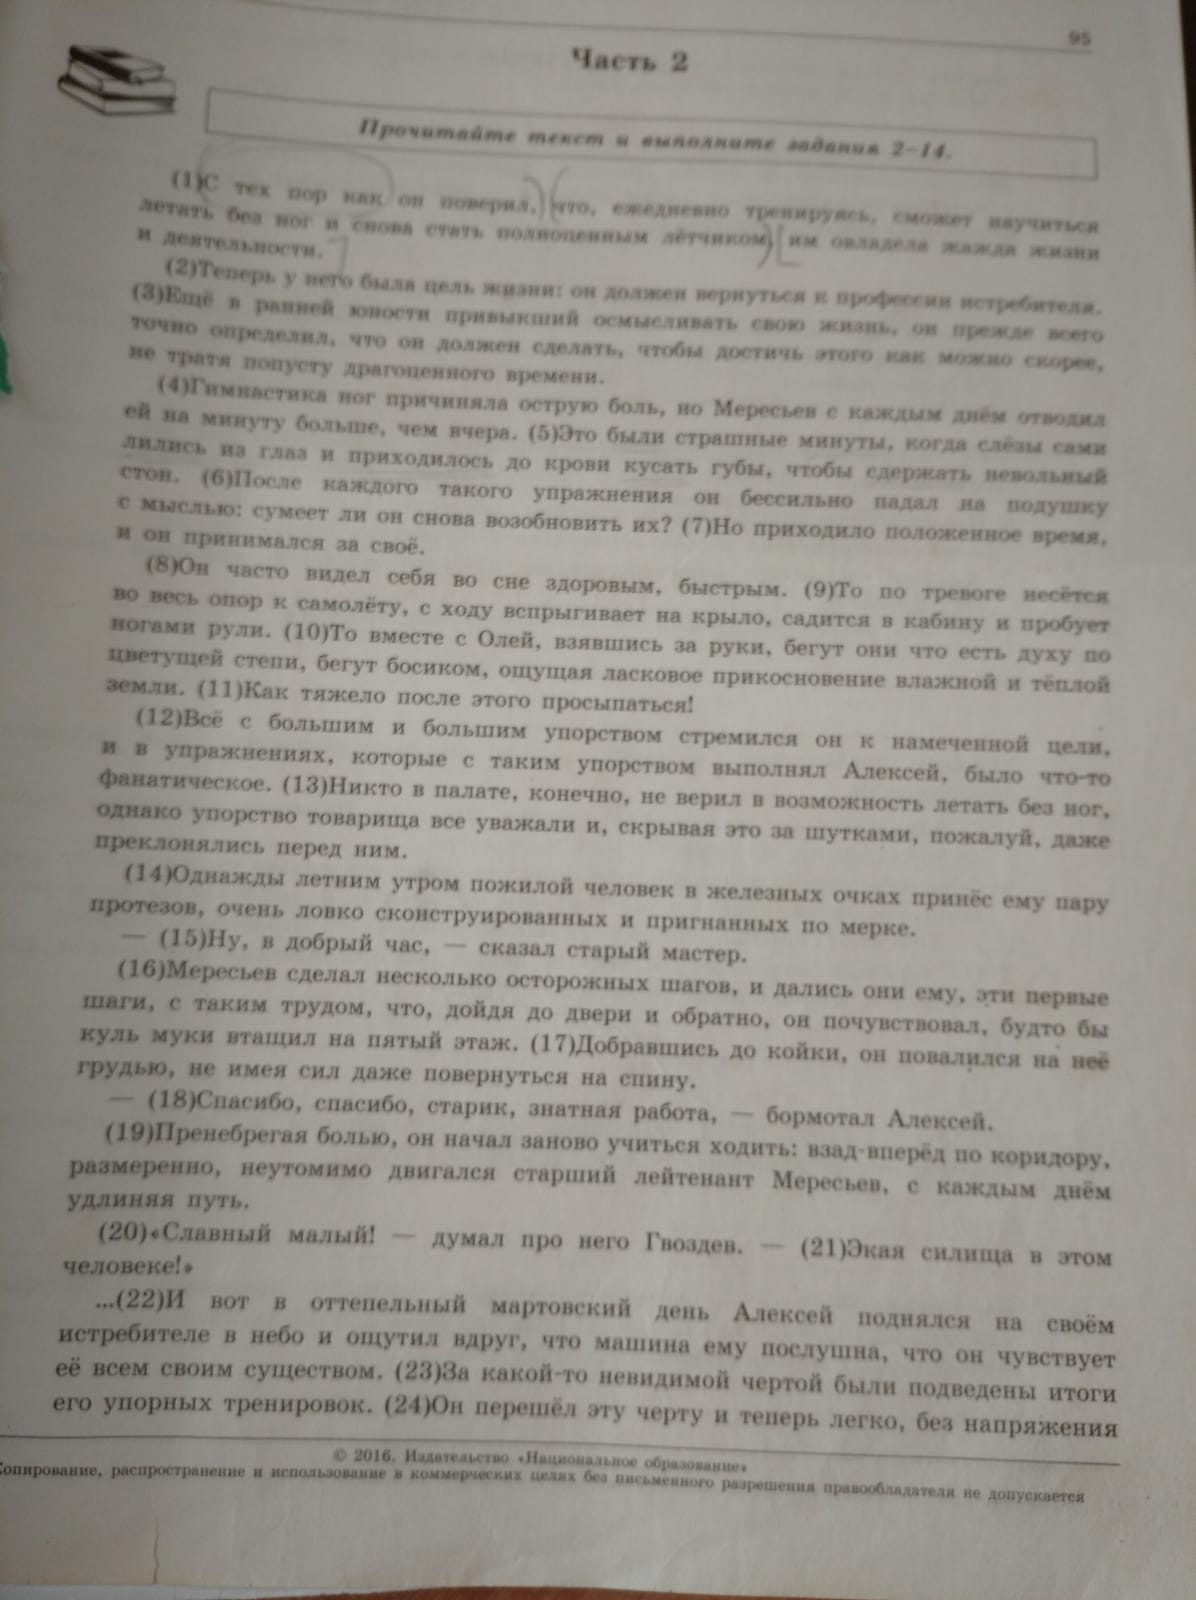 95
Часть 2
Прочитайте текст и выполните задания 2–14.
(1)С тех пор как он поверил, что, ежедневно тренируясь, сможет научиться
летать без ног и снова стать полноценным лётчиком, им овладела жажда жизни
и деятельности.
(2)Теперь у него была цель жизни: он должен вернуться к профессии истребителя.
(3)Ещё в ранней юности привыкший осмысливать свою жизнь, он прежде всего
точно определил, что он должен сделать, чтобы достичь этого как можно скорее,
не тратя попусту драгоценного времени.
(4)Гимнастика ног причиняла острую боль, но Мересьев с каждым днём отводил
ей на минуту больше, чем вчера. (5)Это были страшные минуты, когда слёзы сами
лились из глаз и приходилось до крови кусать губы, чтобы сдержать невольный
стон. (6)После каждого такого упражнения он бессильно падал на подушку
с мыслью: сумеет ли он снова возобновить их? (7)Но приходило положенное время,
и он принимался за своё.
(8)Он часто видел себя во сне здоровым, быстрым. (9)То по тревоге несётся
во весь опор к самолёту, с ходу вспрыгивает на крыло, садится в кабину и пробует
ногами рули. (10)То вместе с Олей, взявшись за руки, бегут они что есть духу по
цветущей степи, бегут босиком, ощущая ласковое прикосновение влажной и тёплой
земли. (11)Как тяжело после этого просыпаться!
(12)Всё с большим и большим упорством стремился он к намеченной цели,
и в упражнениях, которые с таким упорством выполнял Алексей, было что-то
фанатическое. (13)Никто в палате, конечно, не верил в возможность летать без ног,
однако упорство товарища все уважали и, скрывая это за шутками, пожалуй, даже
преклонялись перед ним.
(14)Однажды летним утром пожилой человек в железных очках принёс ему пару
протезов, очень ловко сконструированных и пригнанных по мерке.
— (15)Ну, в добрый час, — сказал старый мастер.
(16)Мересьев сделал несколько осторожных шагов, и дались они ему, эти первые
шаги, с таким трудом, что, дойдя до двери и обратно, он почувствовал, будто бы
куль муки втащил на пятый этаж. (17)Добравшись до койки, он повалился на неё
грудью, не имея сил даже повернуться на спину.
— (18)Спасибо, спасибо, старик, знатная работа, — бормотал Алексей.
(19)Пренебрегая болью, он начал заново учиться ходить: взад-вперёд по коридору,
размеренно, неутомимо двигался старший лейтенант Мересьев, с каждым днём
удлиняя путь.
(20)«Славный малый! — думал про него Гвоздев. — (21)Экая силища в этом
человеке!»
...(22)И вот в оттепельный мартовский день Алексей поднялся на своём
истребителе в небо и ощутил вдруг, что машина ему послушна, что он чувствует
её всем своим существом. (23)За какой-то невидимой чертой были подведены итоги
его упорных тренировок. (24)Он перешёл эту черту и теперь легко, без напряжения
© 2016. Издательство «Национальное образование»
Копирование, распространение и использование в коммерческих целях без письменного разрешения правообладателя не допускается